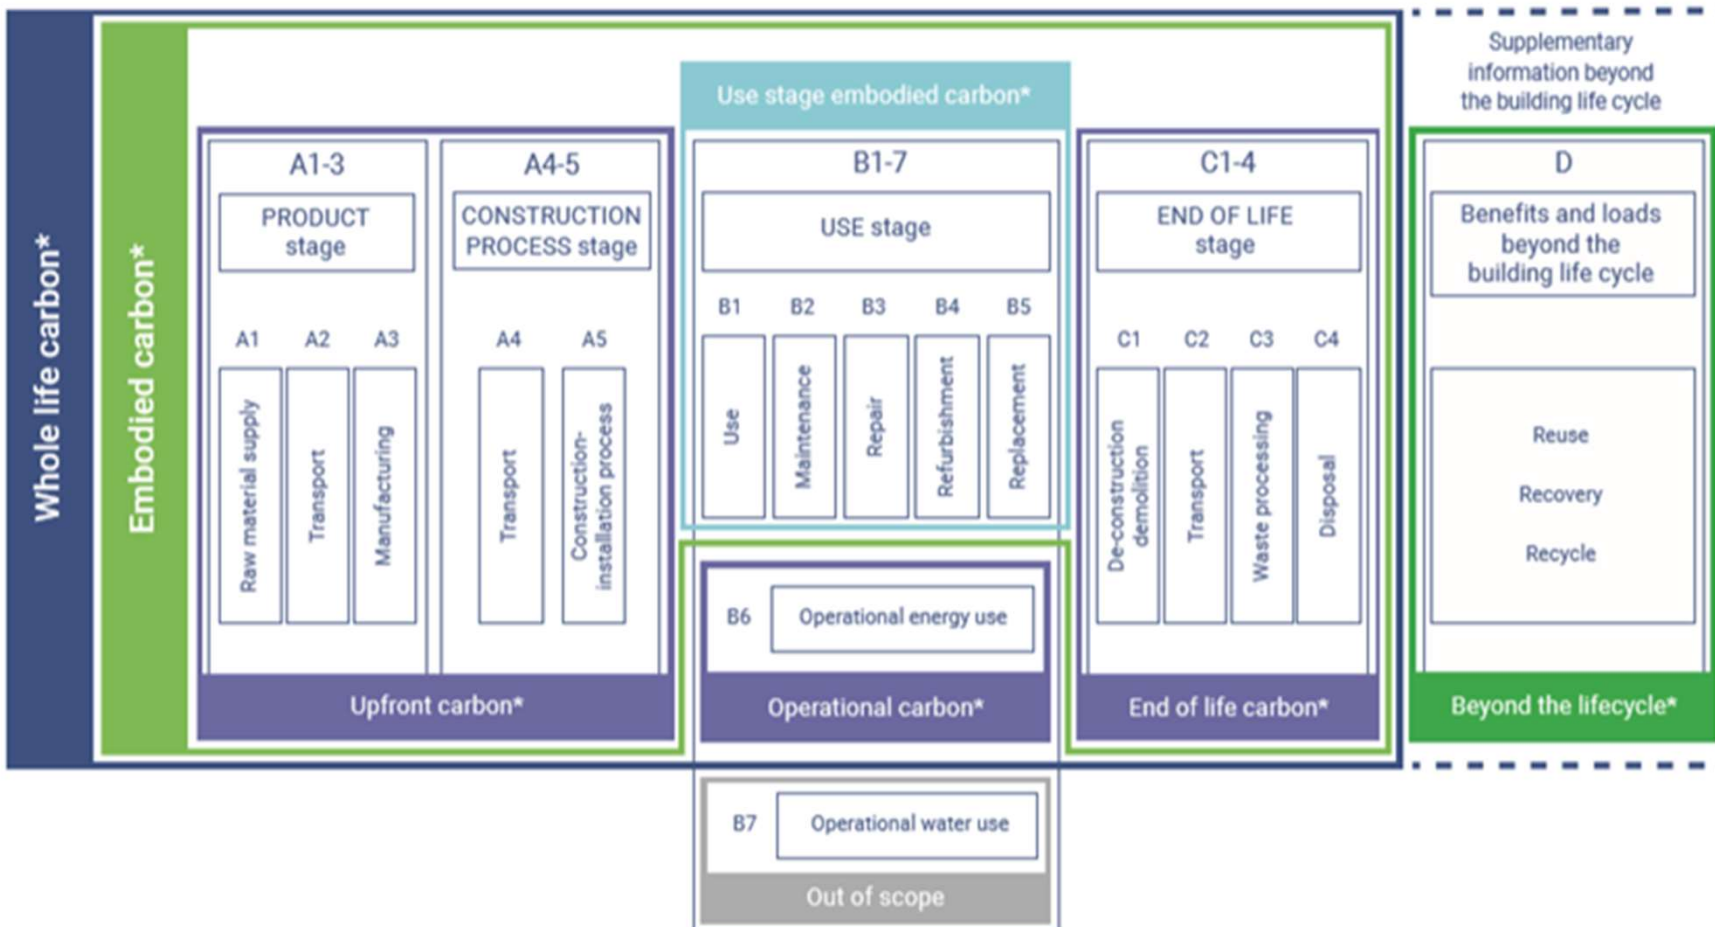 Whole life carbon*
Embodied carbon*
A1-3
PRODUCT
stage
A1
A2
A3
Raw material supply
Transport
Manufacturing
A4-5
CONSTRUCTION
PROCESS stage
A4
A5
Transport
Construction-
installation process
Upfront carbon*
Use stage embodied carbon*
B1-7
USE stage
B1
B2
B3
B4
B5
Use
Maintenance
Repair
Refurbishment
Replacement
B6
Operational energy use
Operational carbon*
B7
Operational water use
Out of scope
C1-4
END OF LIFE
stage
C1
C2
C3
C4
De-construction
demolition
Transport
Waste processing
Disposal
End of life carbon*
Supplementary
information beyond
the building life cycle
D
Benefits and loads
beyond the
building life cycle
Reuse
Recovery
Recycle
Beyond the lifecycle*